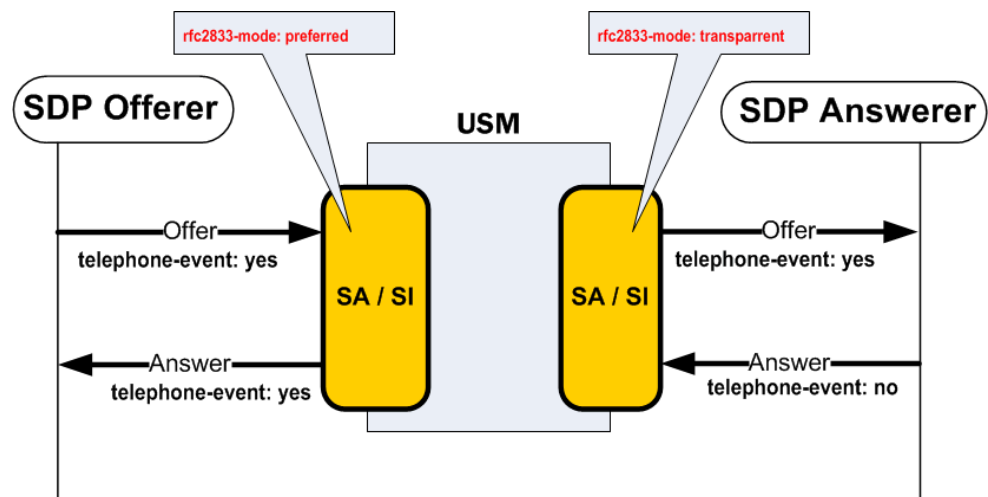 rfc2833-mode: preferred
rfc2833-mode: transparrent
SDP Offerer
USM
SDP Answerer
Offer
telephone-event: yes
Offer
telephone-event: yes
SA / SI
SA / SI
Answer
telephone-event: yes
Answer
telephone-event: no